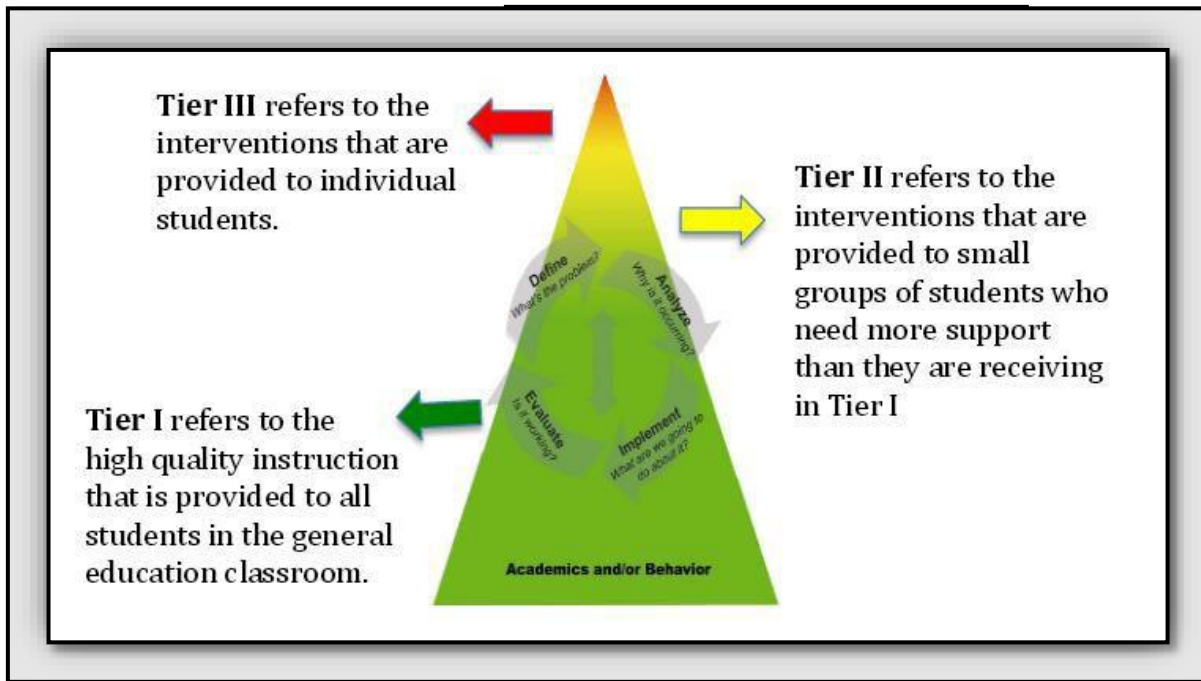 Tier III refers to the
interventions that are
provided to individual
students.
Tier II refers to the
interventions that are
provided to small
groups of students who
need more support
than they are receiving
in Tier I
Tier I refers to the
high quality instruction
that is provided to all
students in the general
education classroom.
Define
What's the problem?
Analyze
Why is it occurring?
Implement
What are we going to
do about it?
Evaluate
Is it working?
Academics and/or Behavior